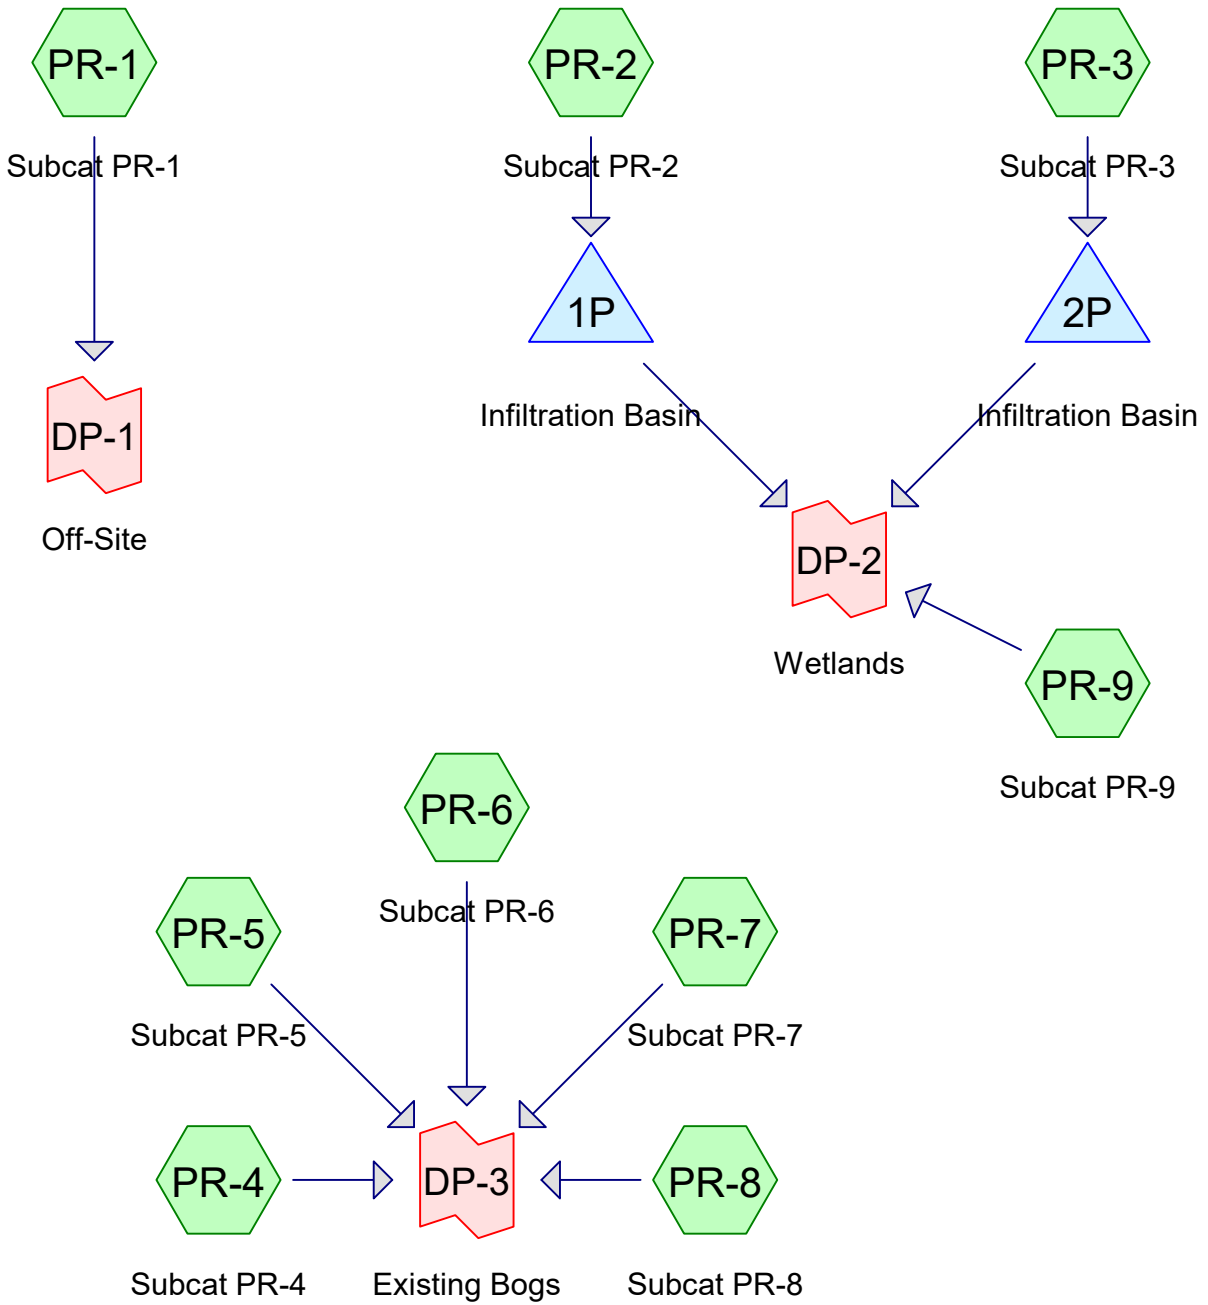 PR-1
PR-2
PR-3
Subcat PR-1
Subcat PR-2
Subcat PR-3
1P
2P
Infiltration Basin
Infiltration Basin
DP-1
Off-Site
DP-2
Wetlands
PR-9
Subcat PR-9
PR-6
Subcat PR-6
PR-5
PR-7
Subcat PR-5
Subcat PR-7
PR-4
DP-3
PR-8
Subcat PR-4
Existing Bogs
Subcat PR-8